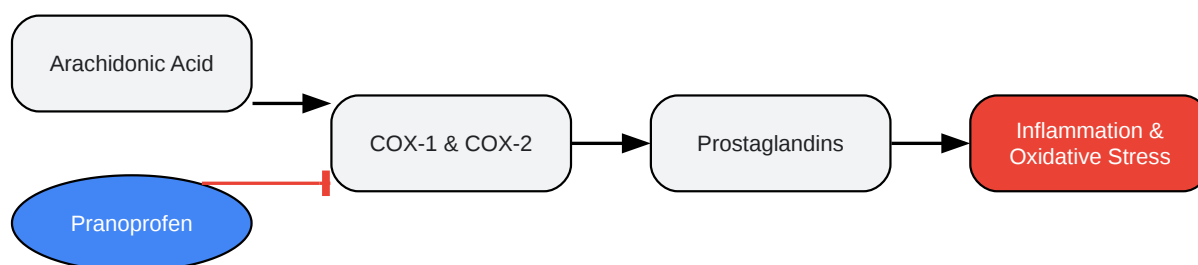 Arachidonic Acid
Pranoprofen
COX-1 & COX-2
Prostaglandins
Inflammation &
Oxidative Stress